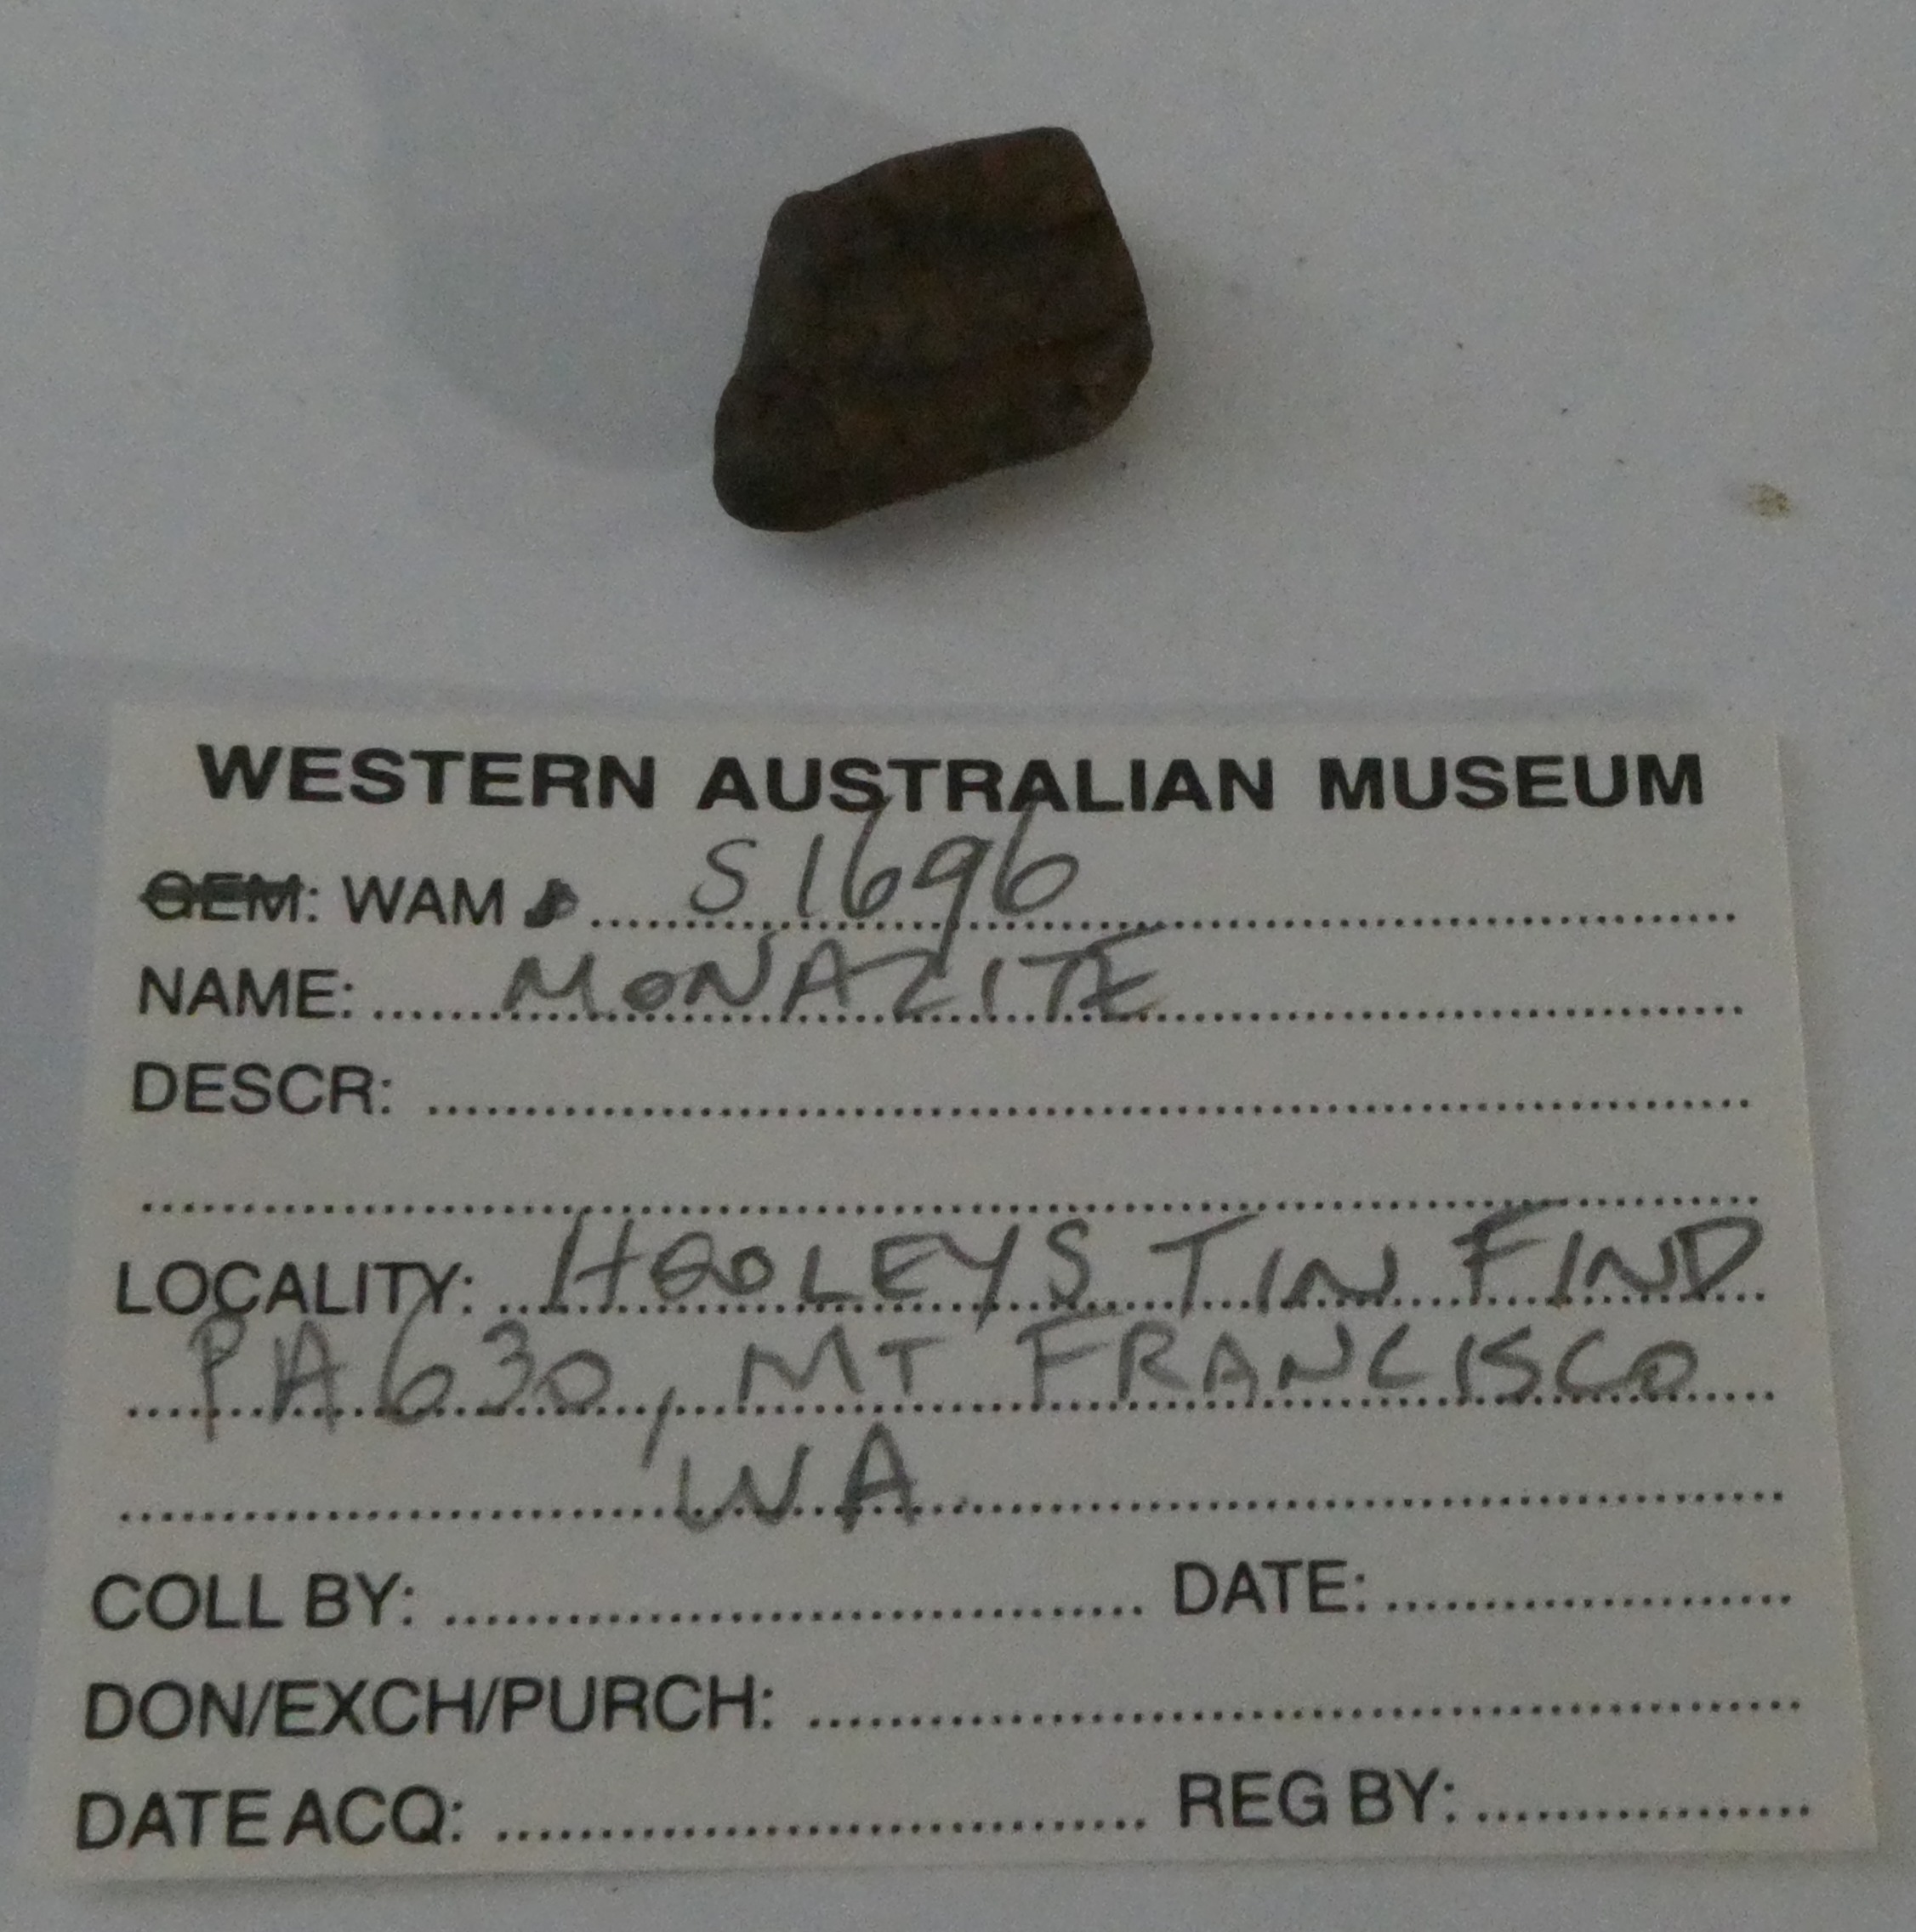 WESTERN AUSTRALIAN MUSEUM
GEM: WAM S1696
NAME: MONAZITE
DESCR:
LOCALITY: HOOLEYS TIN FIND
PA630, MT FRANCISCO
WA
COLL BY: DATE:
DON/EXCH/PURCH:
DATE ACQ: REG BY: